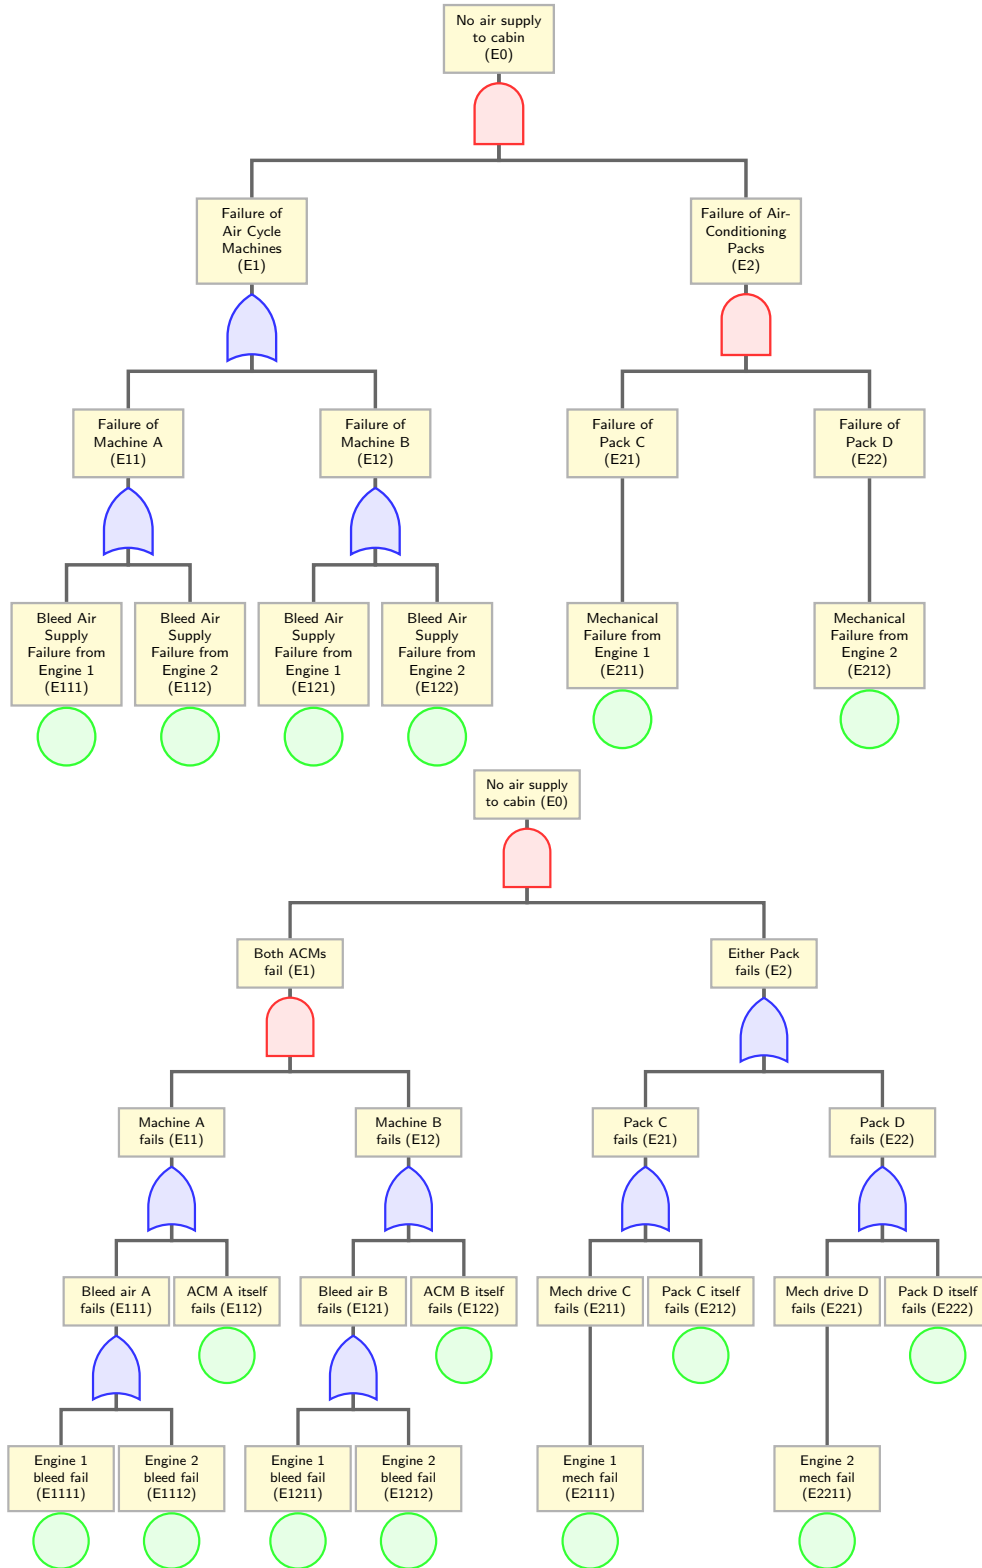 No air supply
to cabin
(E0)
Failure of
Air Cycle
Machines
(E1)
Failure of Air-
Conditioning
Packs
(E2)
Failure of
Machine A
(E11)
Failure of
Machine B
(E12)
Failure of
Pack C
(E21)
Failure of
Pack D
(E22)
Bleed Air
Supply
Failure from
Engine 1
(E111)
Bleed Air
Supply
Failure from
Engine 2
(E112)
Bleed Air
Supply
Failure from
Engine 1
(E121)
Bleed Air
Supply
Failure from
Engine 2
(E122)
Mechanical
Failure from
Engine 1
(E211)
Mechanical
Failure from
Engine 2
(E212)
No air supply
to cabin (E0)
Both ACMs
fail (E1)
Either Pack
fails (E2)
Machine A
fails (E11)
Machine B
fails (E12)
Pack C
fails (E21)
Pack D
fails (E22)
Bleed air A
fails (E111)
ACM A itself
fails (E112)
Bleed air B
fails (E121)
ACM B itself
fails (E122)
Mech drive C
fails (E211)
Pack C itself
fails (E212)
Mech drive D
fails (E221)
Pack D itself
fails (E222)
Engine 1
bleed fail
(E1111)
Engine 2
bleed fail
(E1112)
Engine 1
bleed fail
(E1211)
Engine 2
bleed fail
(E1212)
Engine 1
mech fail
(E2111)
Engine 2
mech fail
(E2211)